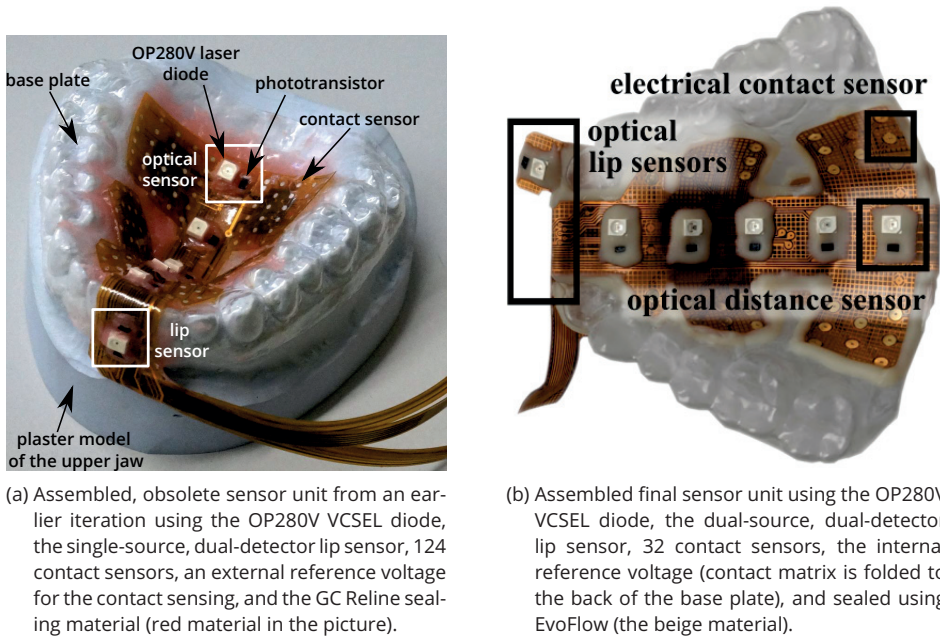 OP280V laser
diode
base plate
phototransistor
contact sensor
optical
sensor
lip
sensor
plaster model
of the upper jaw
electrical contact sensor
optical
lip sensors
optical distance sensor
(a) Assembled, obsolete sensor unit from an ear-
lier iteration using the OP280V VCSEL diode,
the single-source, dual-detector lip sensor, 124
contact sensors, an external reference voltage
for the contact sensing, and the GC Reline seal-
ing material (red material in the picture).
(b) Assembled final sensor unit using the OP280V
VCSEL diode, the dual-source, dual-detector
lip sensor, 32 contact sensors, the internal
reference voltage (contact matrix is folded to
the back of the base plate), and sealed using
EvoFlow (the beige material).